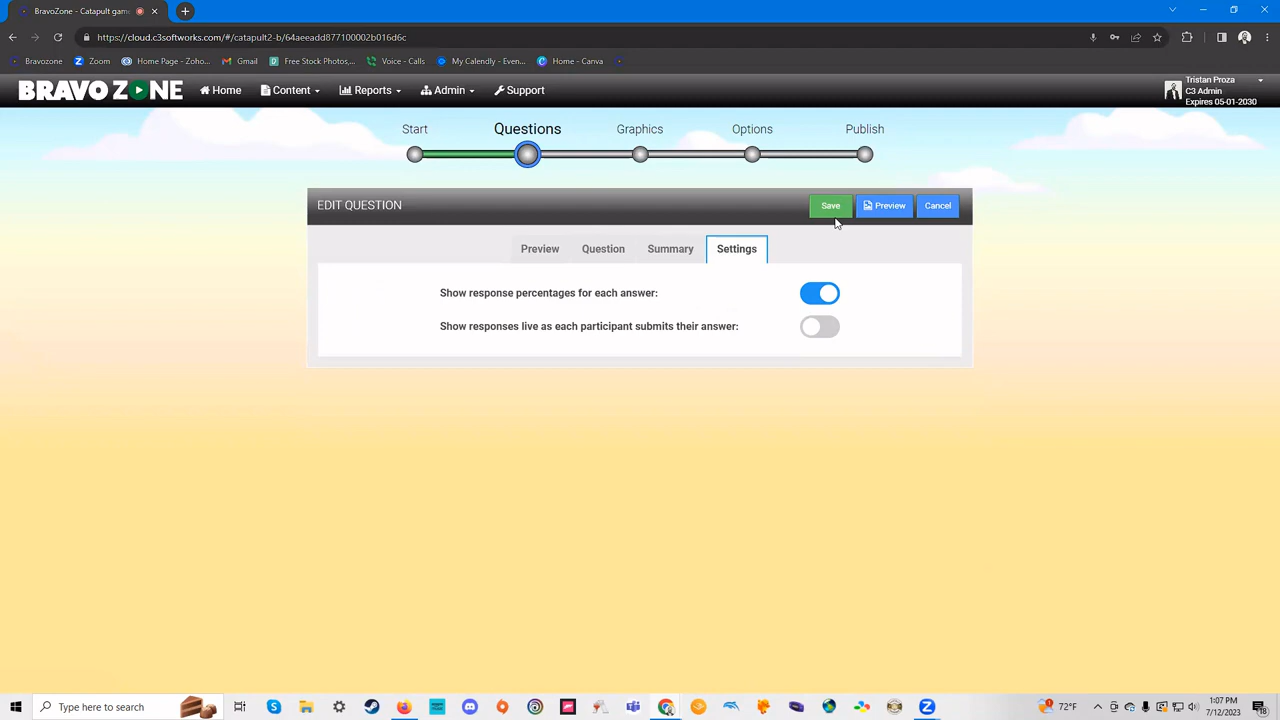 BravoZone - Catapult gam
https://cloud.c3softworks.com/#/catapult2-b/64aeeadd877100002b016d6c
Bravozone
Zoom
Home Page - Zoho...
Gmail
Free Stock Photos,...
Voice - Calls
My Calendly - Even...
Home - Canva
BRAVO ZONE
Home
Content
Reports
Admin
Support
Tristan Proza
C3 Admin
Expires 05-01-2030
Start
Questions
Graphics
Options
Publish
EDIT QUESTION
Save
Preview
Cancel
Preview
Question
Summary
Settings
Show response percentages for each answer:
Show responses live as each participant submits their answer:
Type here to search
72°F
1:07 PM
7/12/2023
18